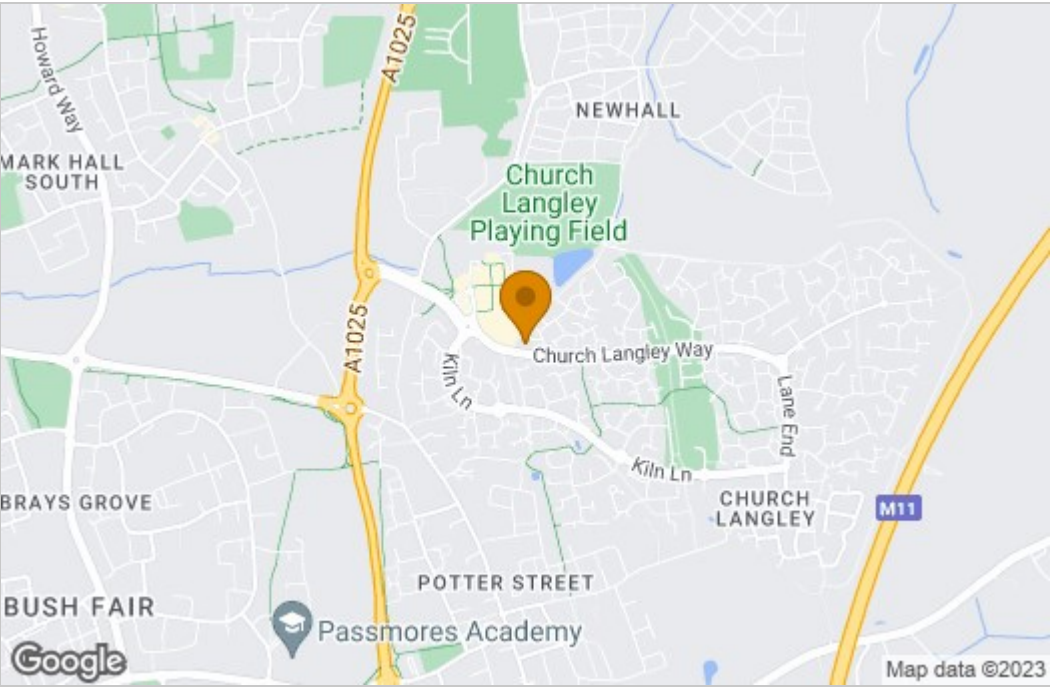 A1025
Howard Way
NEWHALL
MARK HALL
SOUTH
Church
Langley
Playing Field
A1025
Church Langley Way
Kiln Ln
Lane End
Kiln Ln
BRAYS GROVE
CHURCH
LANGLEY
M11
POTTER STREET
BUSH FAIR
Passmores Academy
Google
Map data ©2023